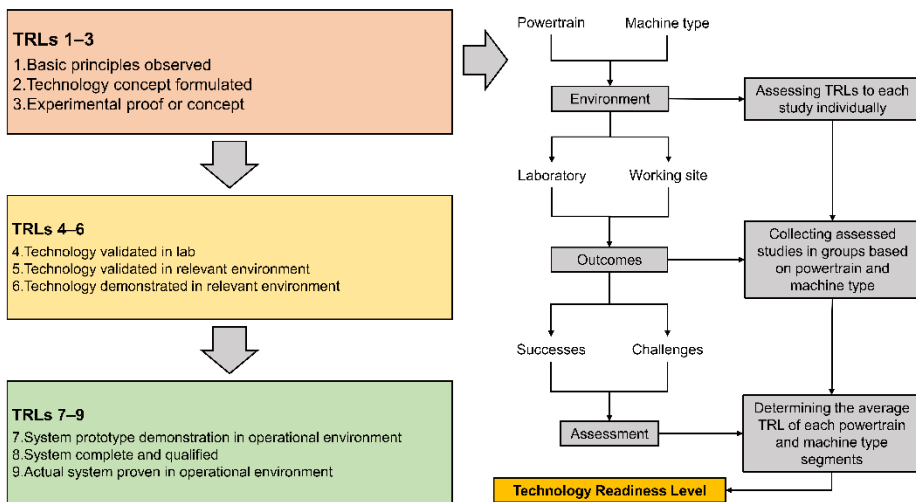 TRLs 1–3
1.Basic principles observed
2.Technology concept formulated
3.Experimental proof or concept
TRLs 4–6
4.Technology validated in lab
5.Technology validated in relevant environment
6.Technology demonstrated in relevant environment
TRLs 7–9
7.System prototype demonstration in operational environment
8.System complete and qualified
9.Actual system proven in operational environment
Powertrain
Machine type
Environment
Assessing TRLs to each
study individually
Laboratory
Working site
Outcomes
Collecting assessed
studies in groups based
on powertrain and
machine type
Successes
Challenges
Assessment
Determining the average
TRL of each powertrain
and machine type
segments
Technology Readiness Level